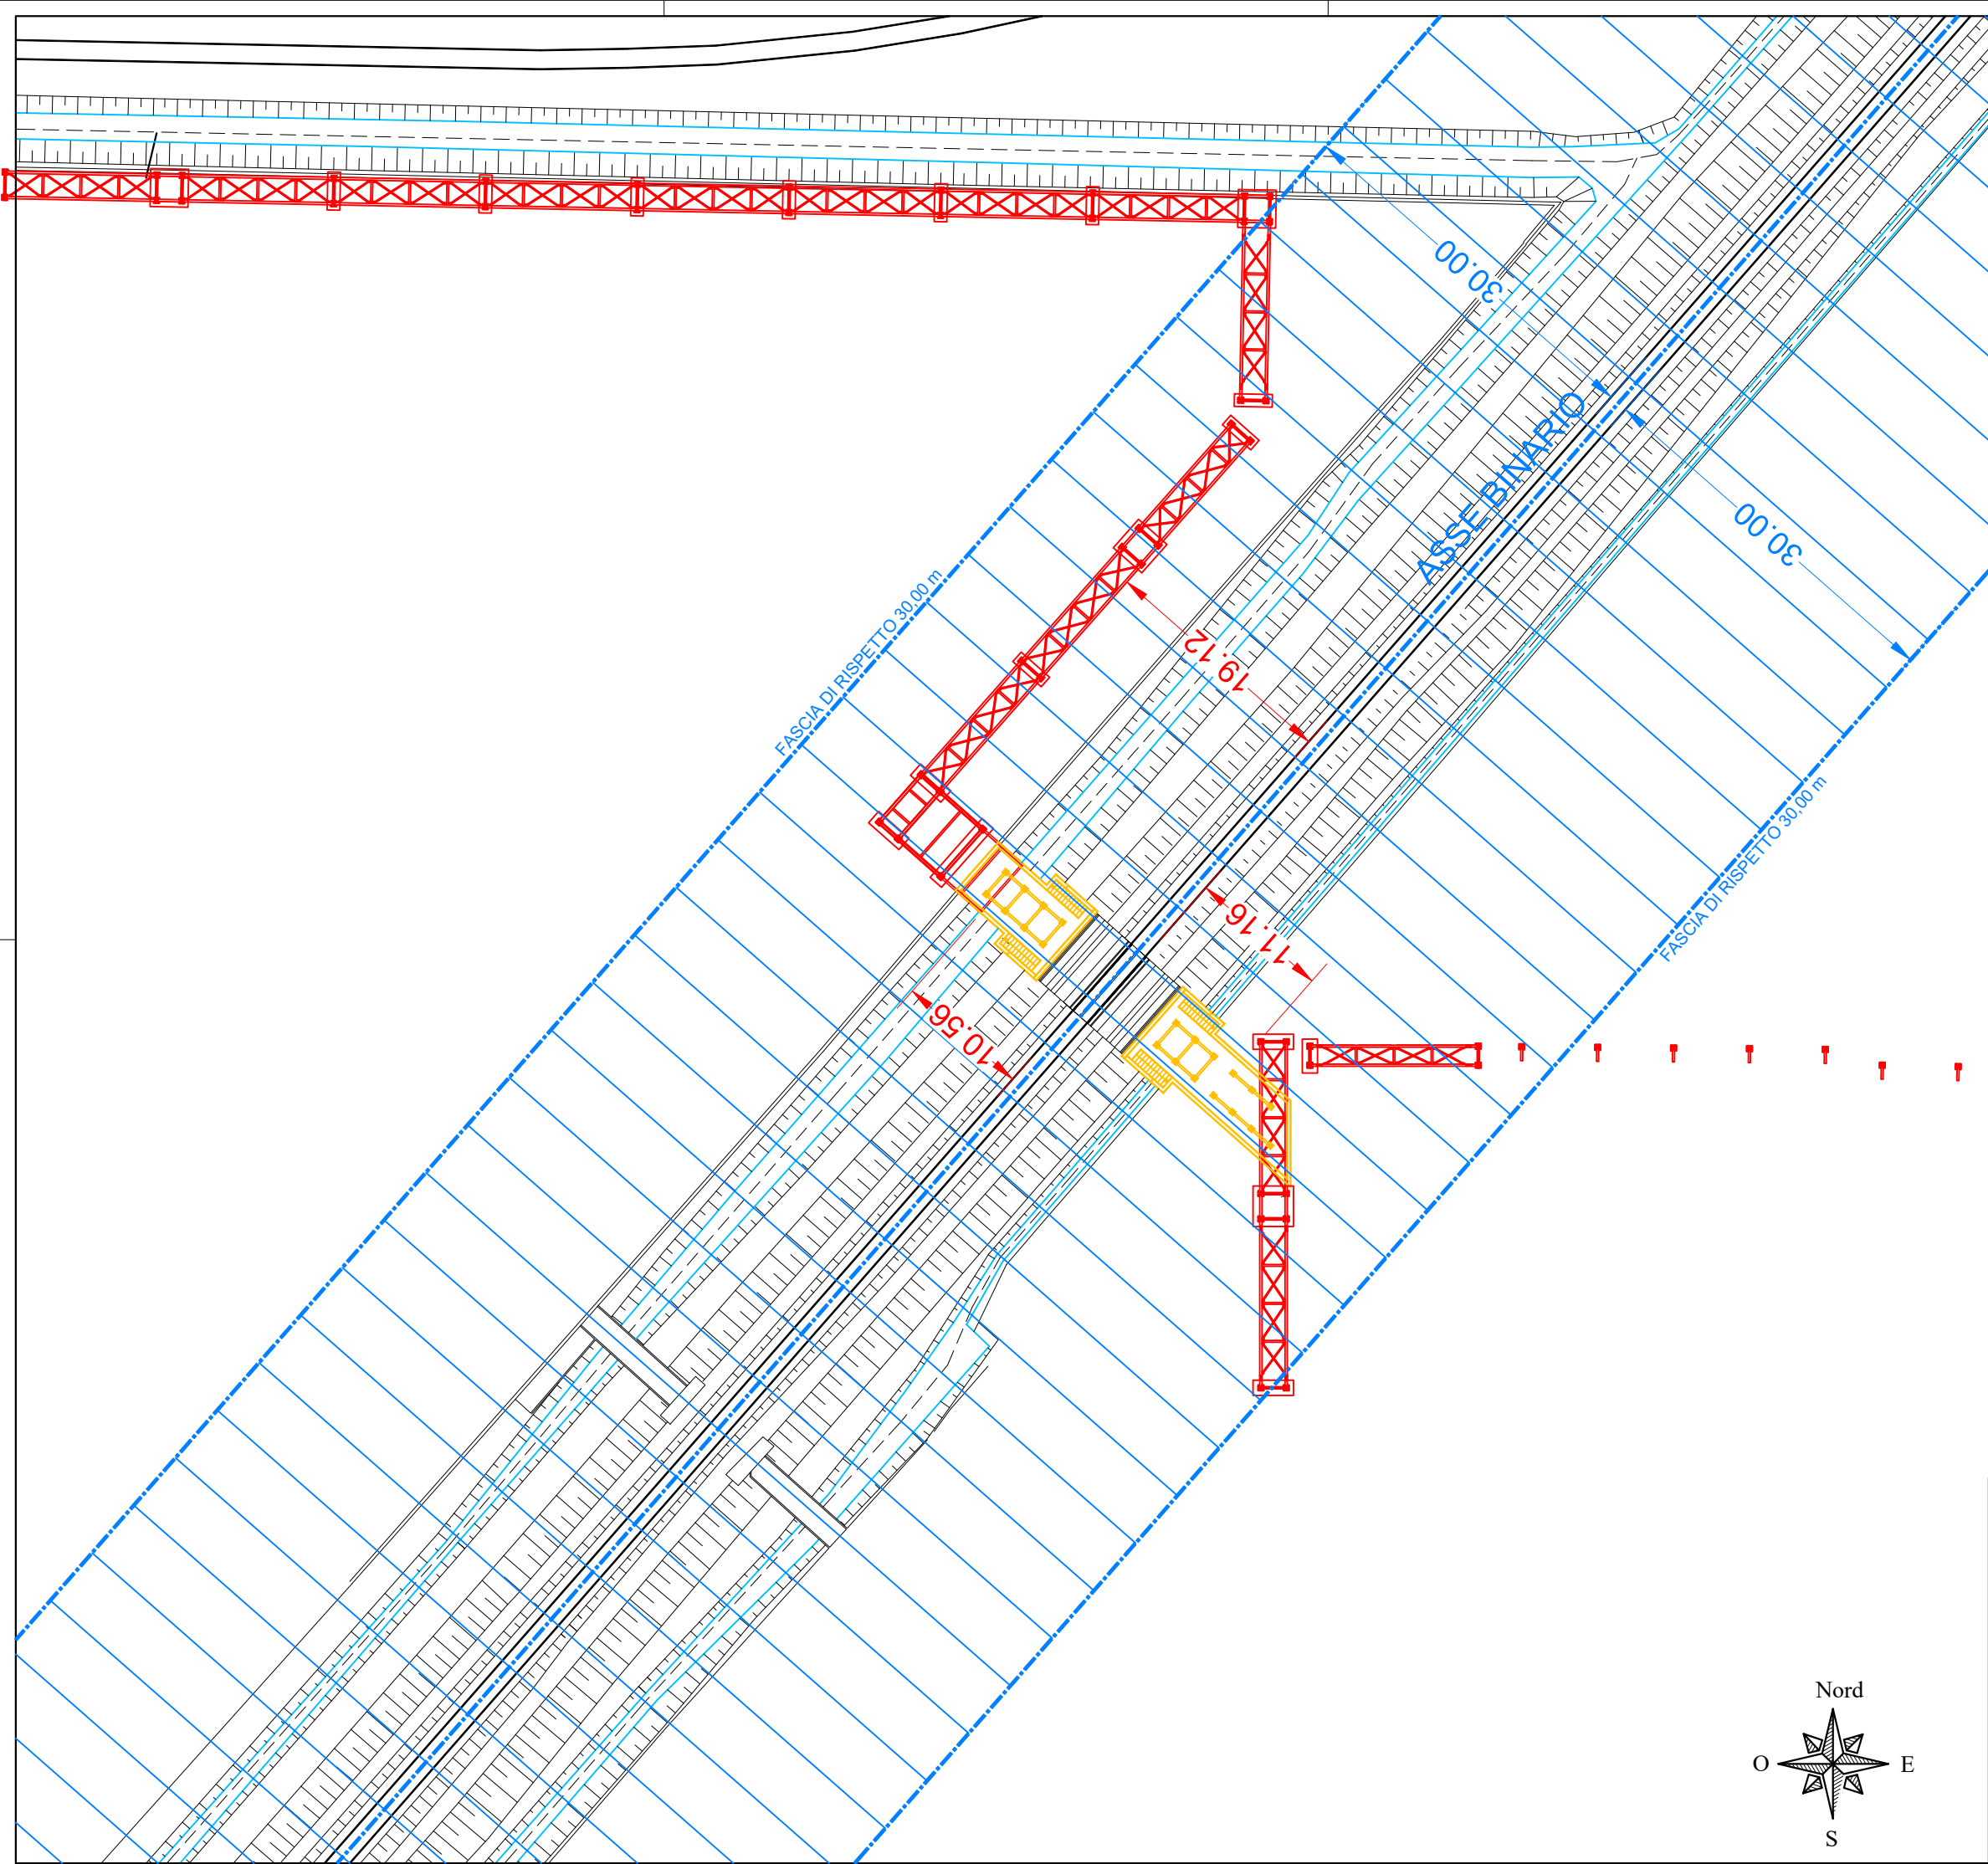 30.00
ASSE BINARIO
30.00
FASCIA DI RISPETTO 30,00 m
19.12
FASCIA DI RISPETTO 30,00 m
11.16
10.56
Nord
O
E
S